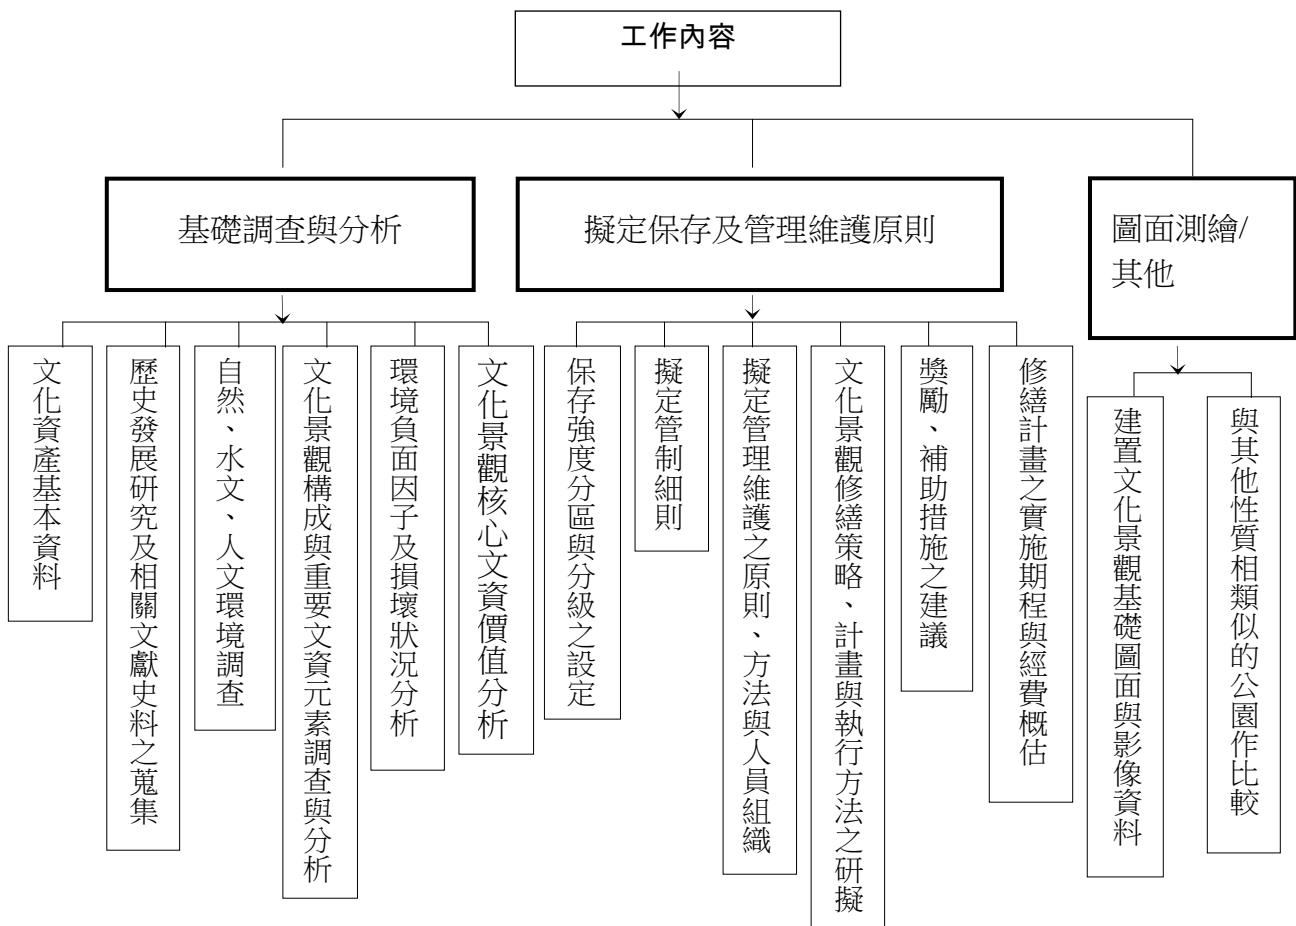 工作內容
基礎調查與分析
擬定保存及管理維護原則
圖面測繪/
其他
文化資產基本資料
歷史發展研究及相關文獻史料之蒐集
自然、水文、人文環境調查
文化景觀構成與重要文資元素調查與分析
環境負面因子及損壞狀況分析
文化景觀核心文資價值分析
保存強度分區與分級之設定
擬定管制細則
擬定管理維護之原則、方法與人員組織
文化景觀修繕策略、計畫與執行方法之研擬
獎勵、補助措施之建議
修繕計畫之實施期程與經費概估
建置文化景觀基礎圖面與影像資料
與其他性質相類似的公園作比較